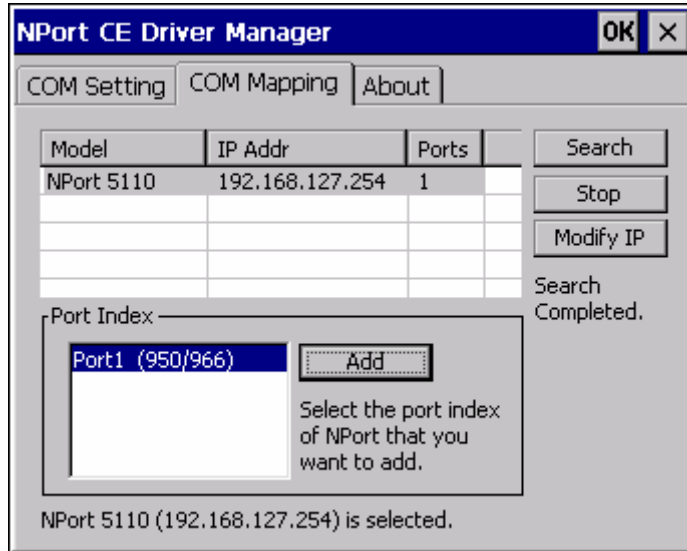 NPort CE Driver Manager OK ×
COM Setting COM Mapping About
Model IP Addr Ports Search
NPort 5110 192.168.127.254 1
Stop
Modify IP
Search
Completed.
Port Index
Port1 (950/966) Add
Select the port index
of NPort that you
want to add.
NPort 5110 (192.168.127.254) is selected.